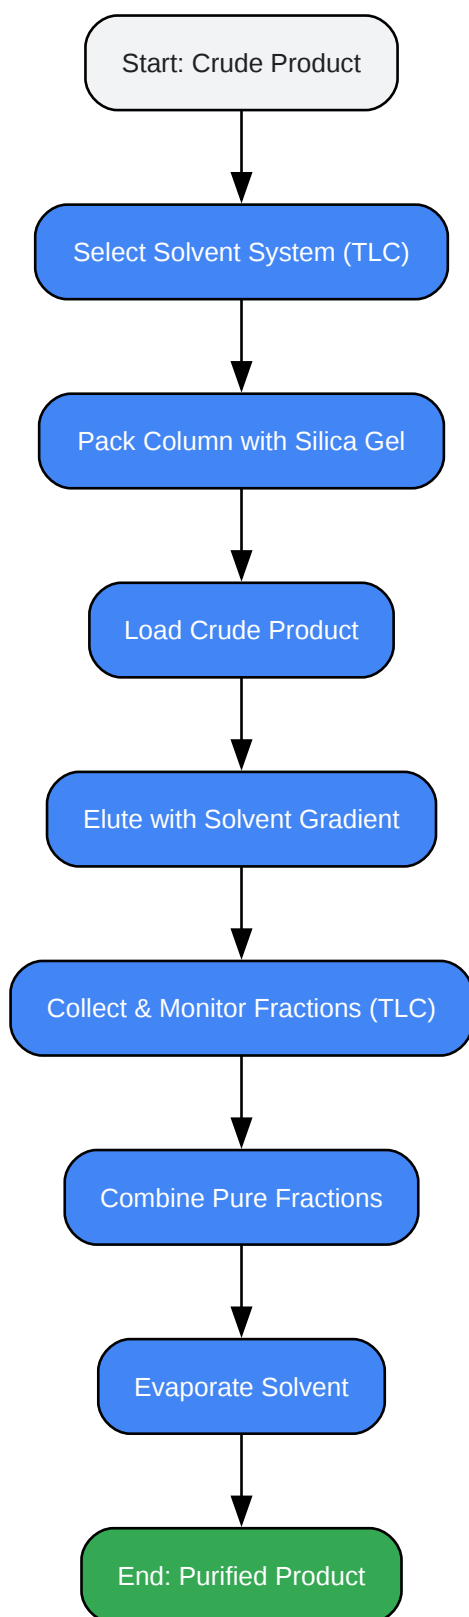 Start: Crude Product
Select Solvent System (TLC)
Pack Column with Silica Gel
Load Crude Product
Elute with Solvent Gradient
Collect & Monitor Fractions (TLC)
Combine Pure Fractions
Evaporate Solvent
End: Purified Product